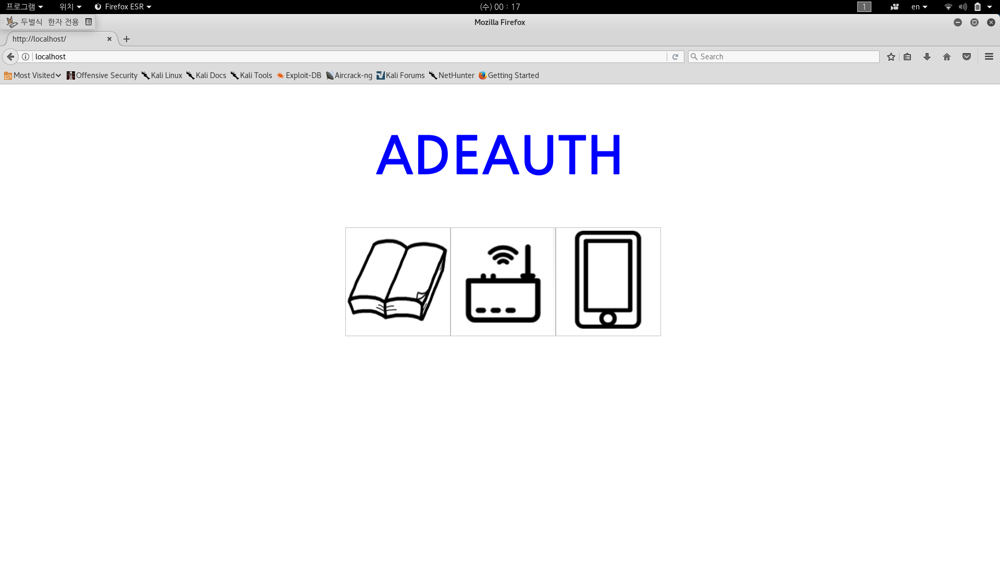 프로그램 위치 Firefox ESR (수) 00 : 17 1 en
두벌식 한자 전용 Mozilla Firefox
http://localhost/
localhost Search
Most Visited Offensive Security Kali Linux Kali Docs Kali Tools Exploit-DB Aircrack-ng Kali Forums NetHunter Getting Started
ADEAUTH